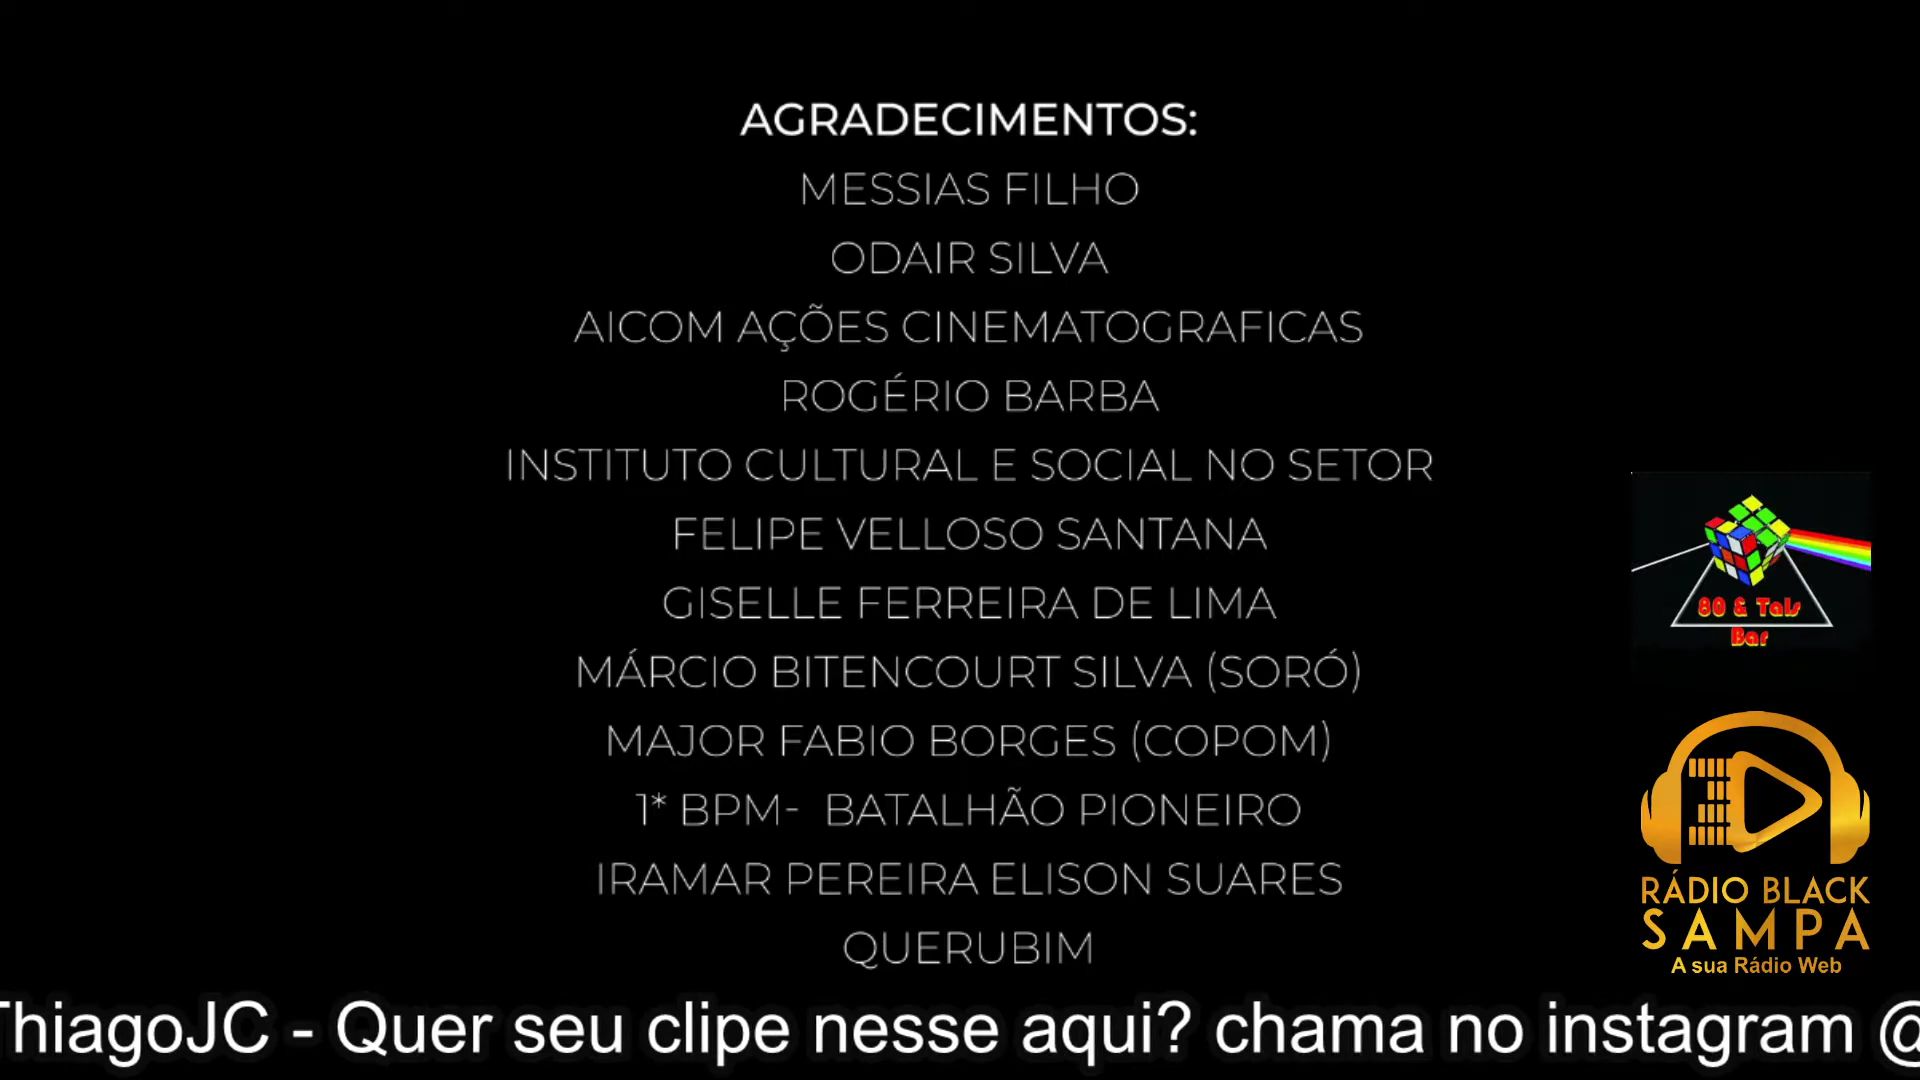 AGRADECIMENTOS:
MESSIAS FILHO
ODAIR SILVA
AICOM AÇÕES CINEMATOGRAFICAS
ROGÉRIO BARBA
INSTITUTO CULTURAL E SOCIAL NO SETOR
FELIPE VELLOSO SANTANA
GISELLE FERREIRA DE LIMA
MÁRCIO BITENCOURT SILVA (SORÓ)
MAJOR FABIO BORGES (COPOM)
1* BPM- BATALHÃO PIONEIRO
IRAMAR PEREIRA ELISON SUARES
QUERUBIM
80 & Tals
Bar
RÁDIO BLACK
SAMPA
A sua Rádio Web
ThiagoJC - Quer seu clipe nesse aqui? chama no instagram @